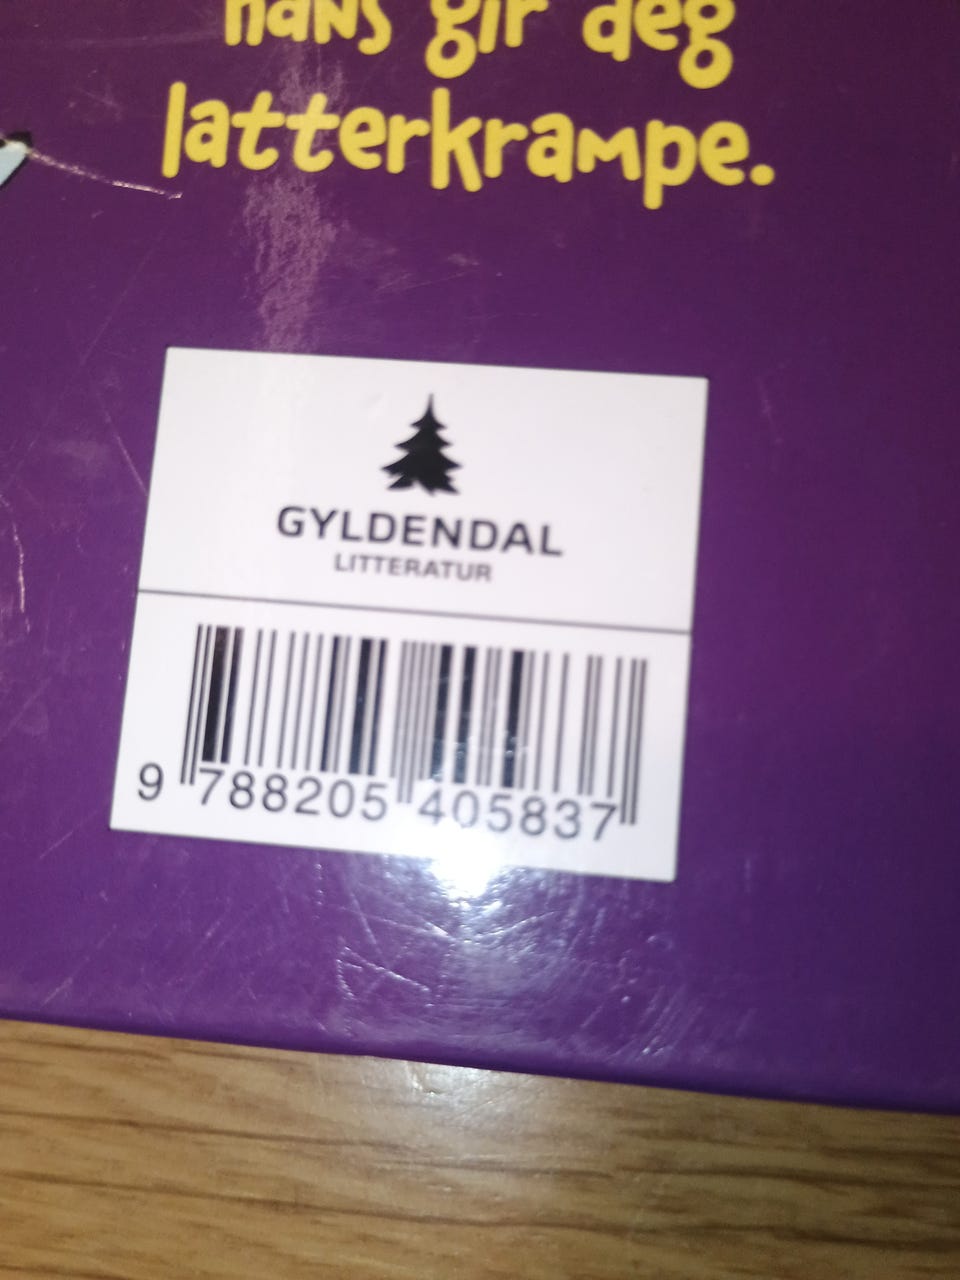 hans gir deg
latterkrampe.
GYLDENDAL
LITTERATUR
9 788205 405837